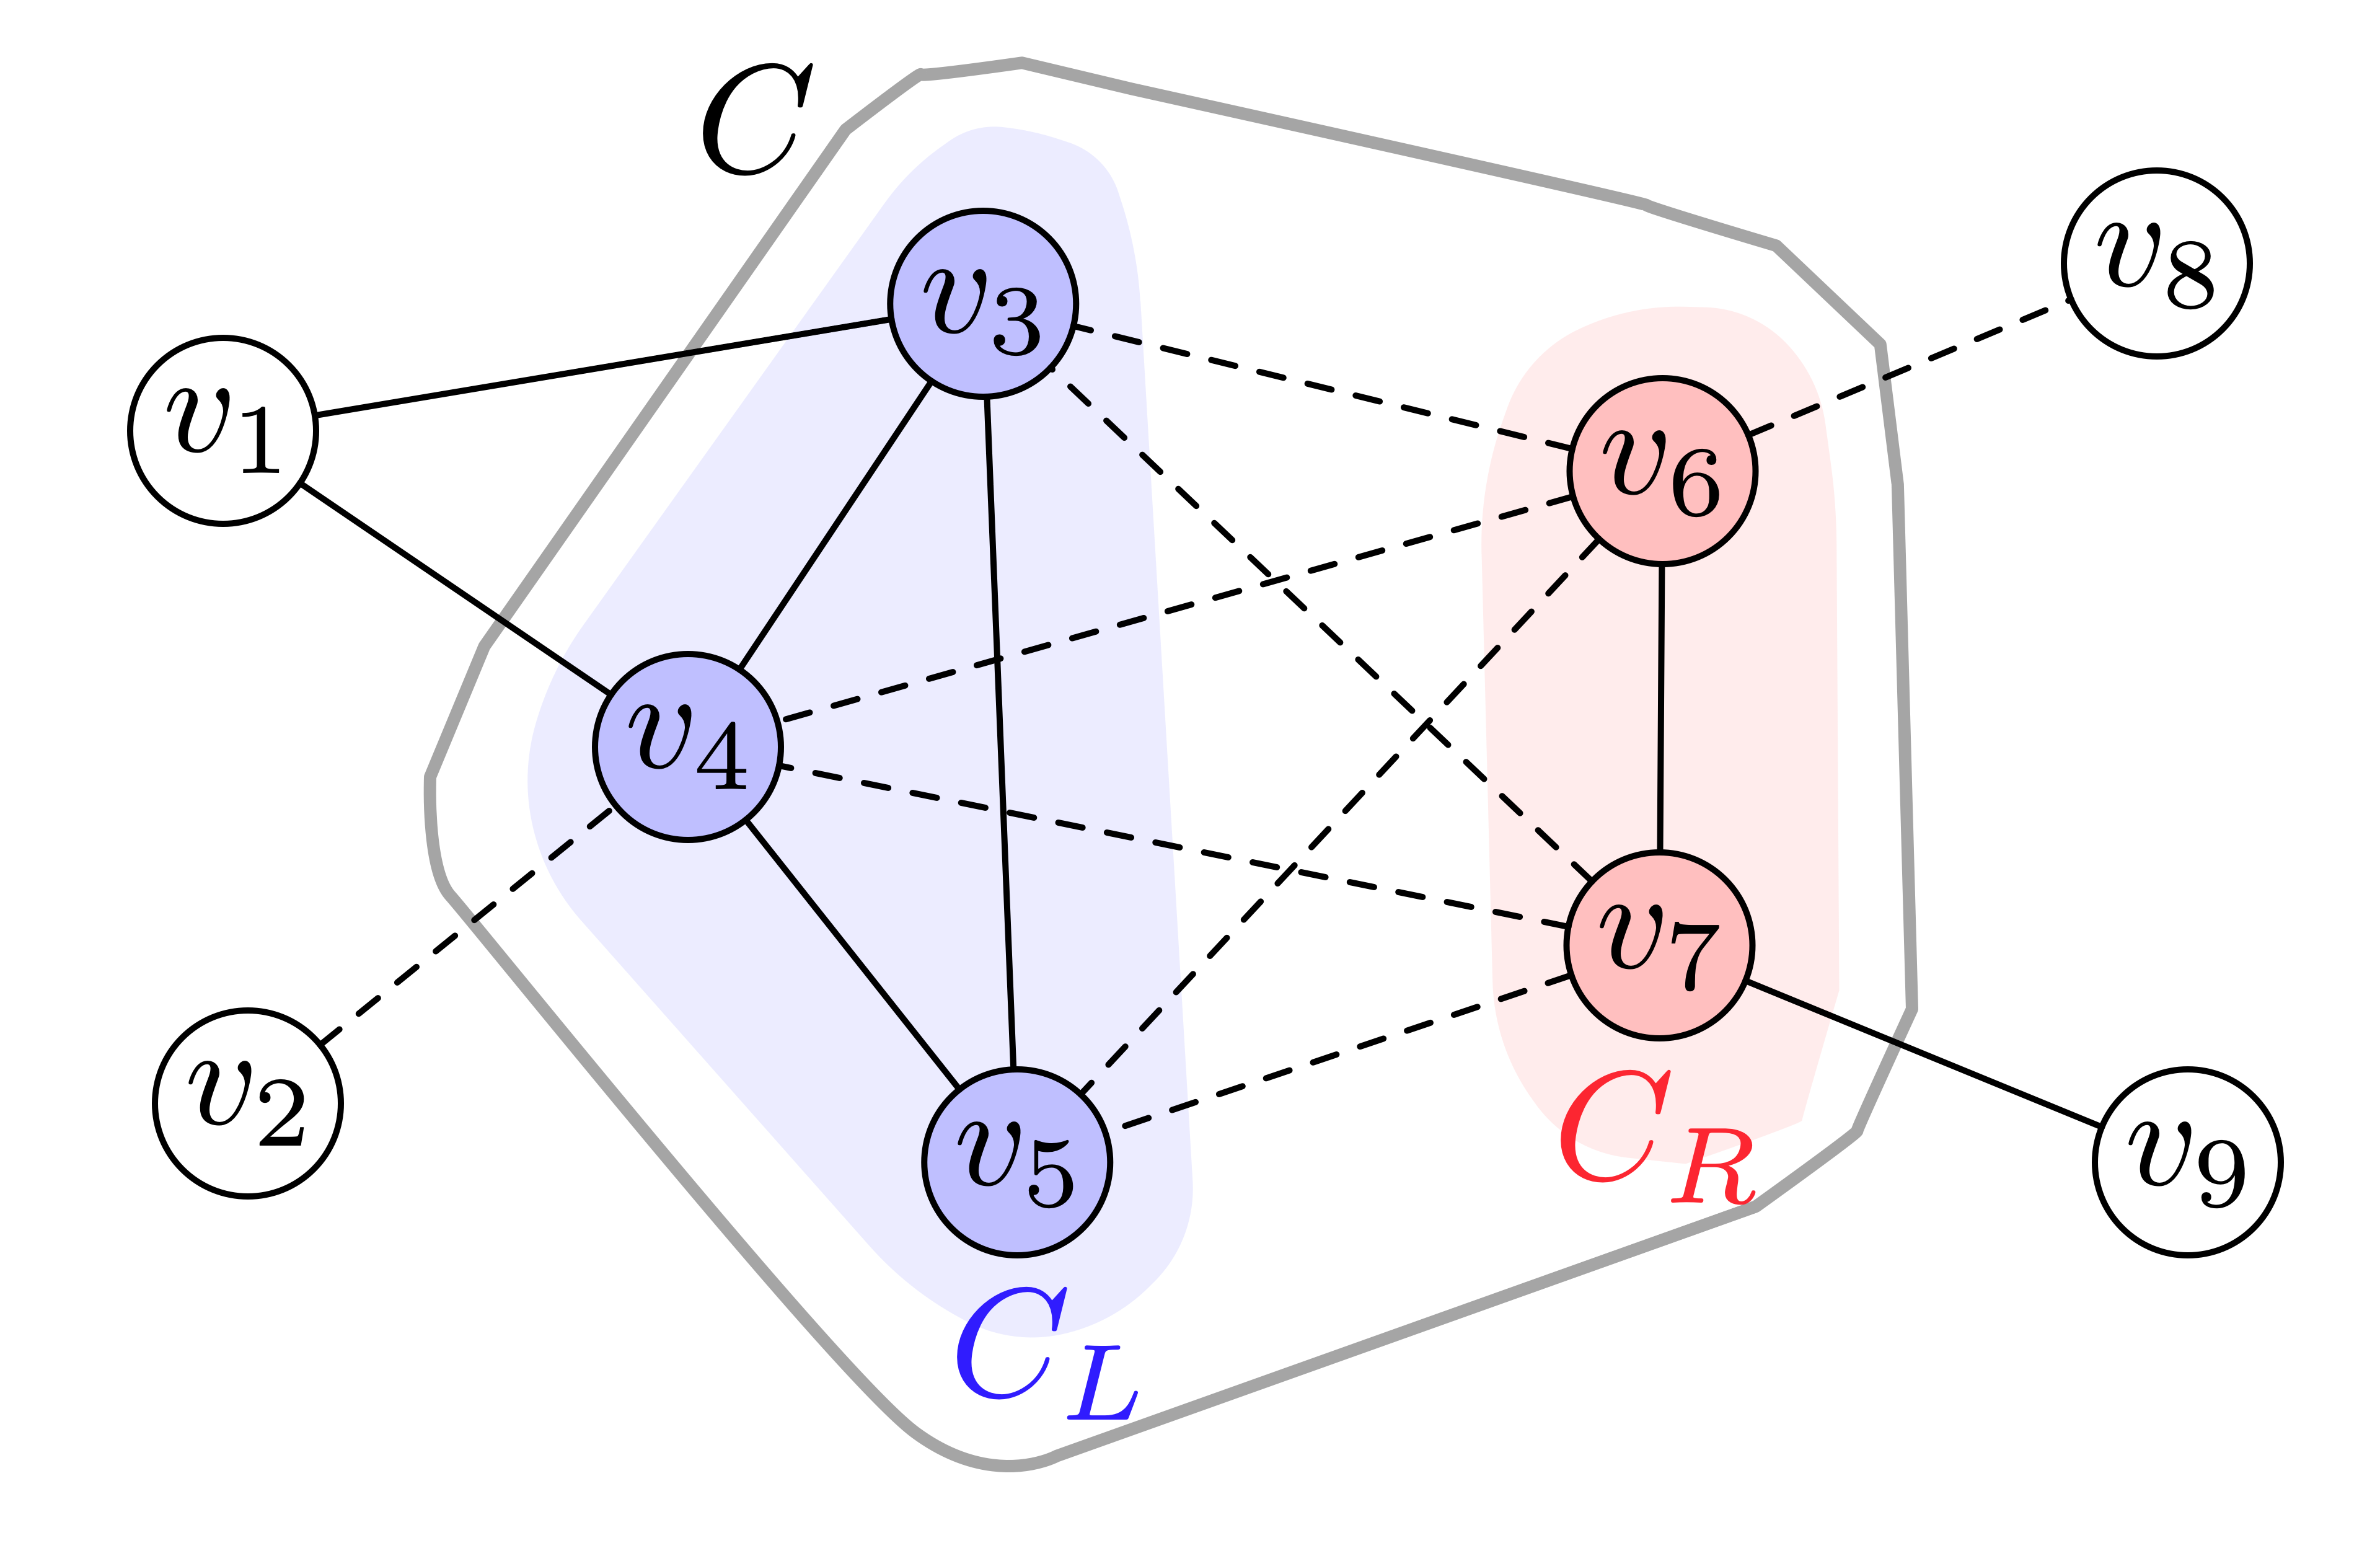 C
v₃
v₈
v₁
v₆
v₄
v₇
v₂
v₅
v₉
C_R
C_L